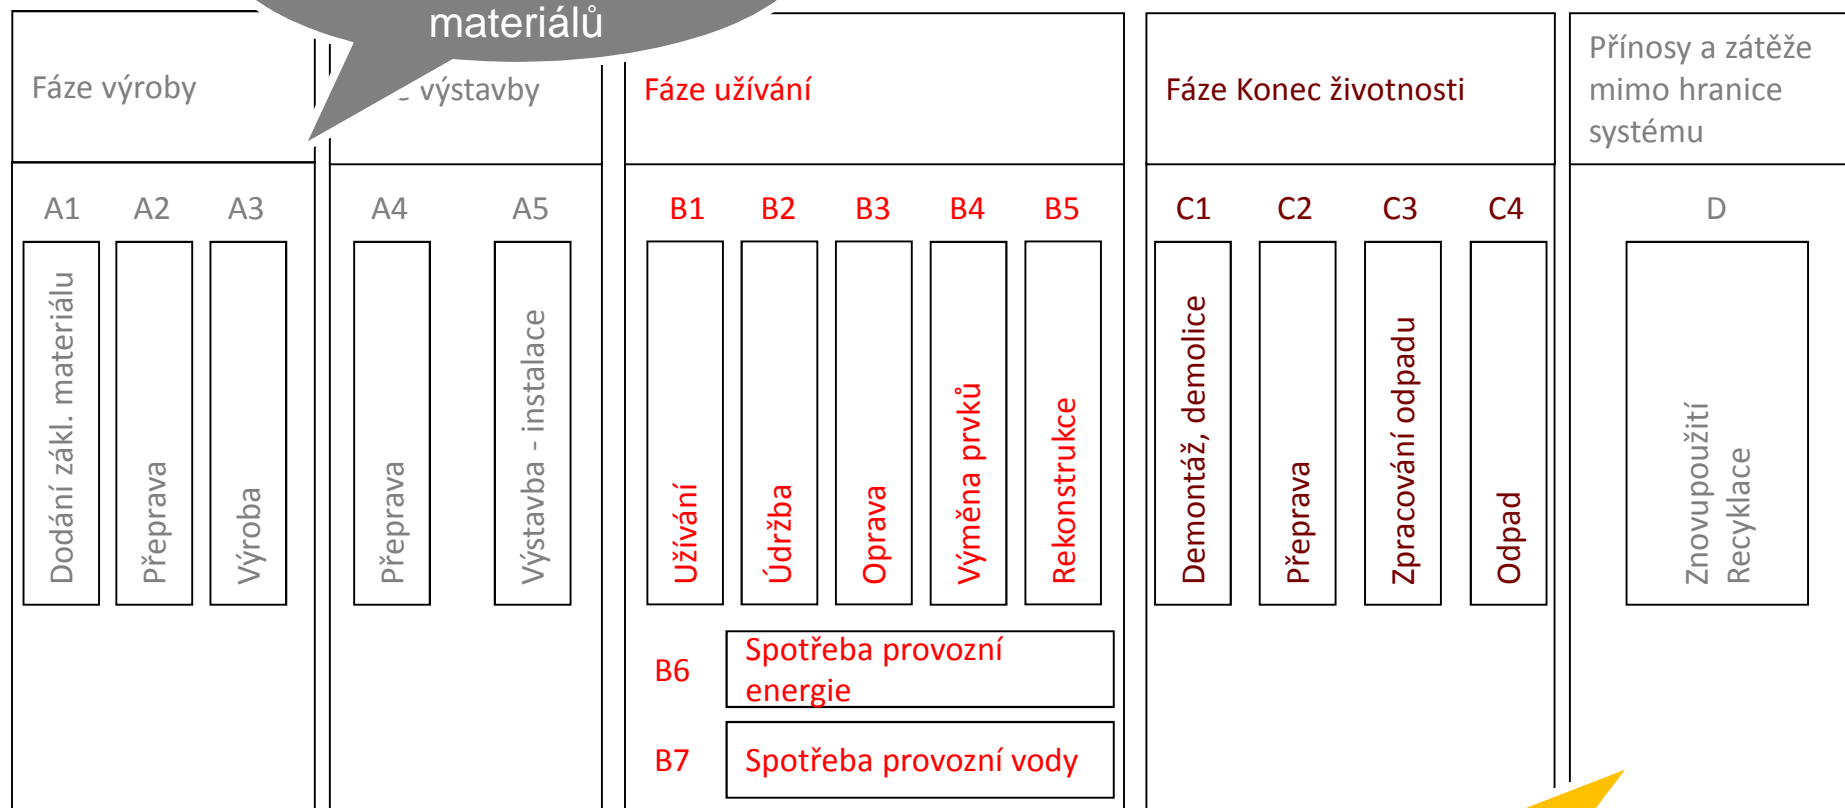 materiálů
Fáze výroby
výstavby
Fáze užívání
Fáze Konec životnosti
Přínosy a zátěže
mimo hranice
systému
A1
A2
A3
A4
A5
B1
B2
B3
B4
B5
C1
C2
C3
C4
D
Dodání zákl. materiálu
Přeprava
Výroba
Přeprava
Výstavba - instalace
Užívání
Údržba
Oprava
Výměna prvků
Rekonstrukce
Demontáž, demolice
Přeprava
Zpracování odpadu
Odpad
Znovupoužití
Recyklace
B6
Spotřeba provozní
energie
B7
Spotřeba provozní vody